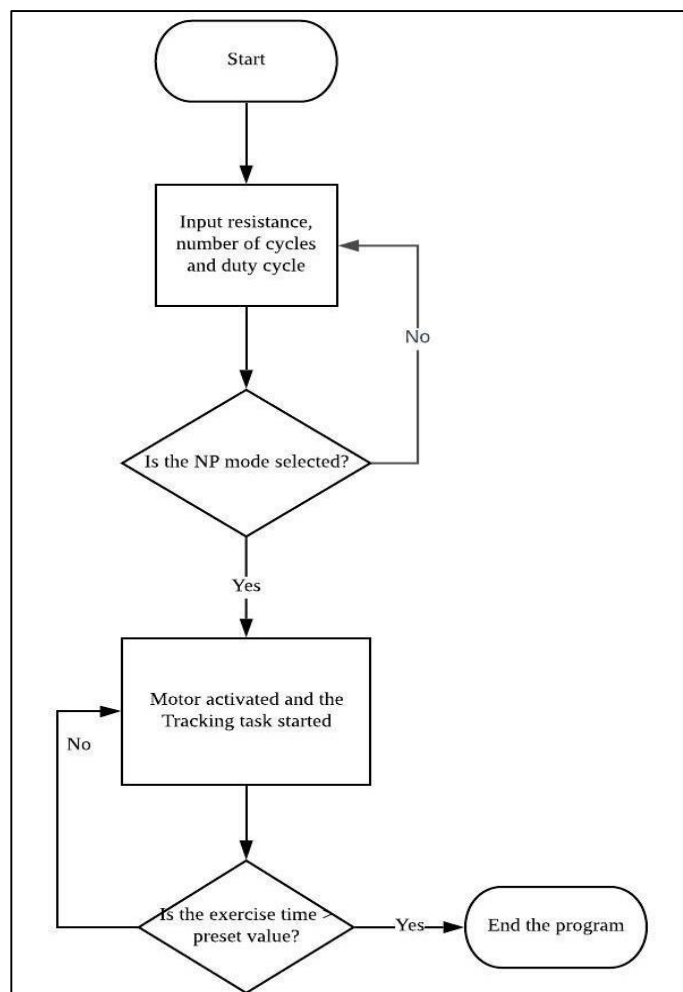 Start
Input resistance,
number of cycles
and duty cycle
No
Is the NP mode selected?
Yes
Motor activated and the
Tracking task started
No
Is the exercise time >
preset value?
Yes
End the program